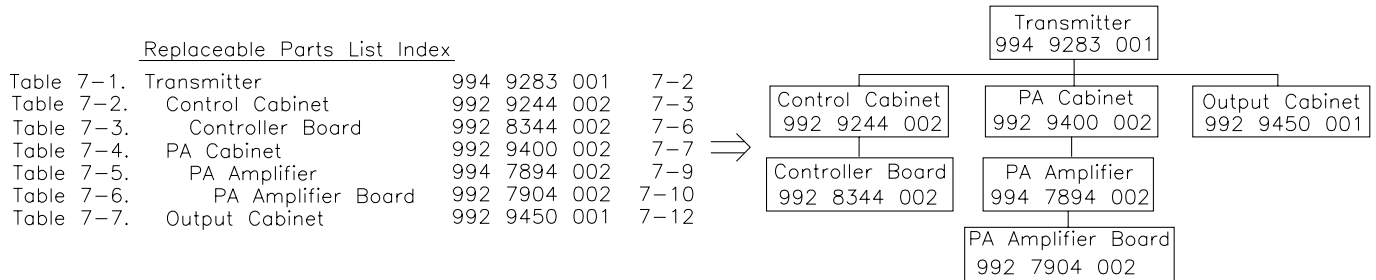 Replaceable Parts List Index
Table 7-1. Transmitter 994 9283 001 7-2
Table 7-2. Control Cabinet 992 9244 002 7-3
Table 7-3. Controller Board 992 8344 002 7-6
Table 7-4. PA Cabinet 992 9400 002 7-7
Table 7-5. PA Amplifier 994 7894 002 7-9
Table 7-6. PA Amplifier Board 992 7904 002 7-10
Table 7-7. Output Cabinet 992 9450 001 7-12
Transmitter
994 9283 001
Control Cabinet
992 9244 002
PA Cabinet
992 9400 002
Output Cabinet
992 9450 001
Controller Board
992 8344 002
PA Amplifier
994 7894 002
PA Amplifier Board
992 7904 002